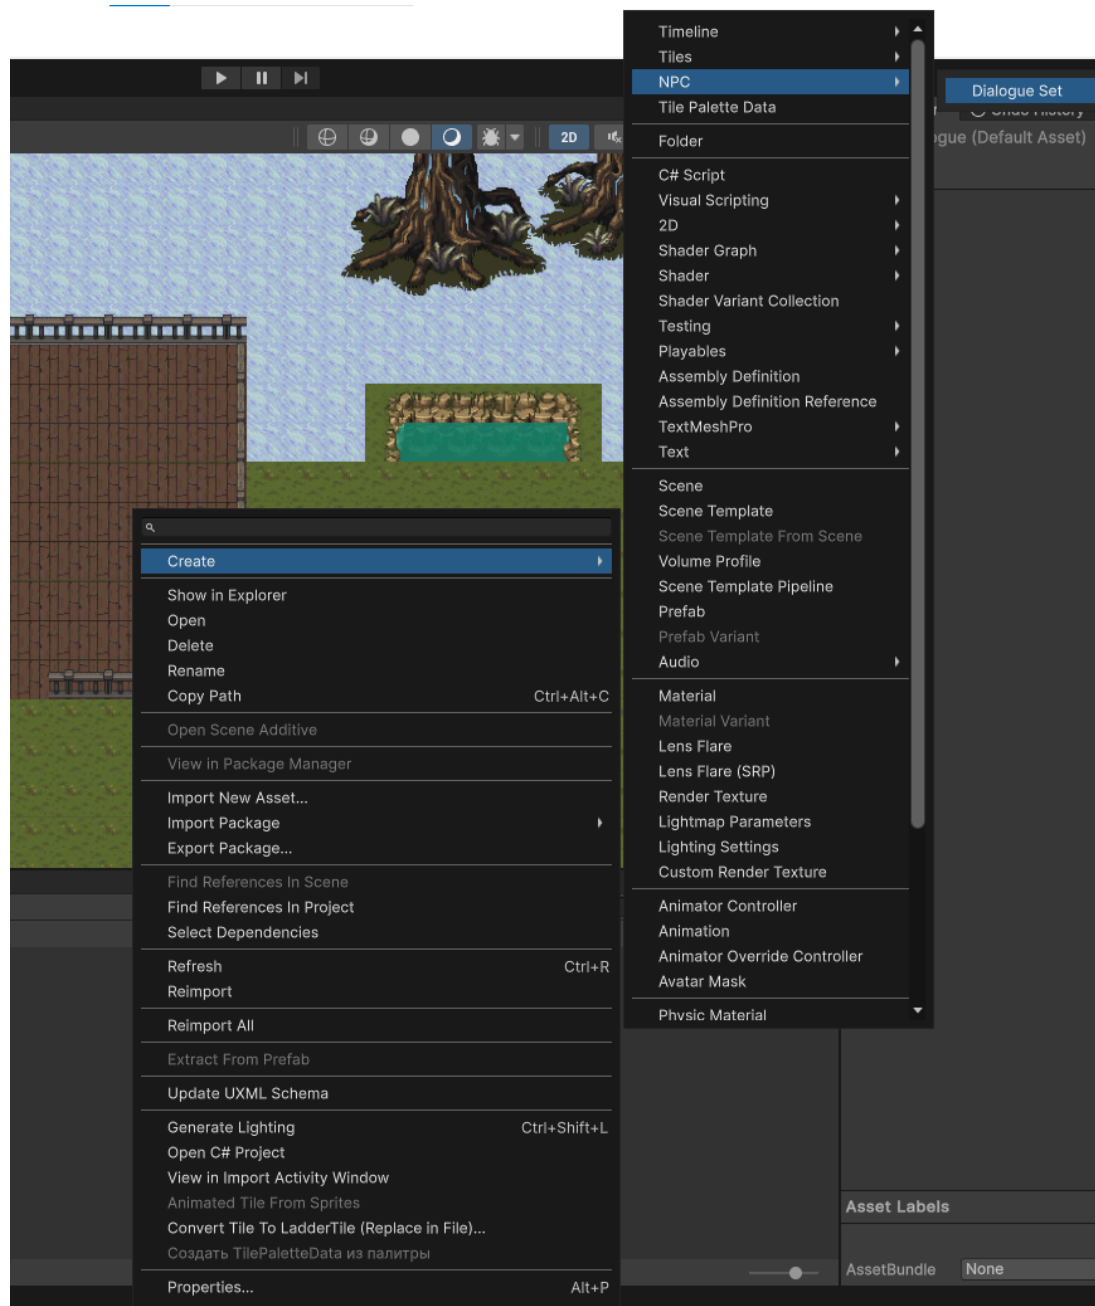 2D
Undo History
ogue (Default Asset)
Timeline
Tiles
NPC
Tile Palette Data
Folder
C# Script
Visual Scripting
2D
Shader Graph
Shader
Shader Variant Collection
Testing
Playables
Assembly Definition
Assembly Definition Reference
TextMeshPro
Text
Scene
Scene Template
Scene Template From Scene
Volume Profile
Scene Template Pipeline
Prefab
Prefab Variant
Audio
Material
Material Variant
Lens Flare
Lens Flare (SRP)
Render Texture
Lightmap Parameters
Lighting Settings
Custom Render Texture
Animator Controller
Animation
Animator Override Controller
Avatar Mask
Physic Material
Dialogue Set
Create
Show in Explorer
Open
Delete
Rename
Copy Path Ctrl+Alt+C
Open Scene Additive
View in Package Manager
Import New Asset...
Import Package
Export Package...
Find References In Scene
Find References In Project
Select Dependencies
Refresh Ctrl+R
Reimport
Reimport All
Extract From Prefab
Update UXML Schema
Generate Lighting Ctrl+Shift+L
Open C# Project
View in Import Activity Window
Animated Tile From Sprites
Convert Tile To LadderTile (Replace in File)...
Создать TilePaletteData из палитры
Properties... Alt+P
Asset Labels
AssetBundle None